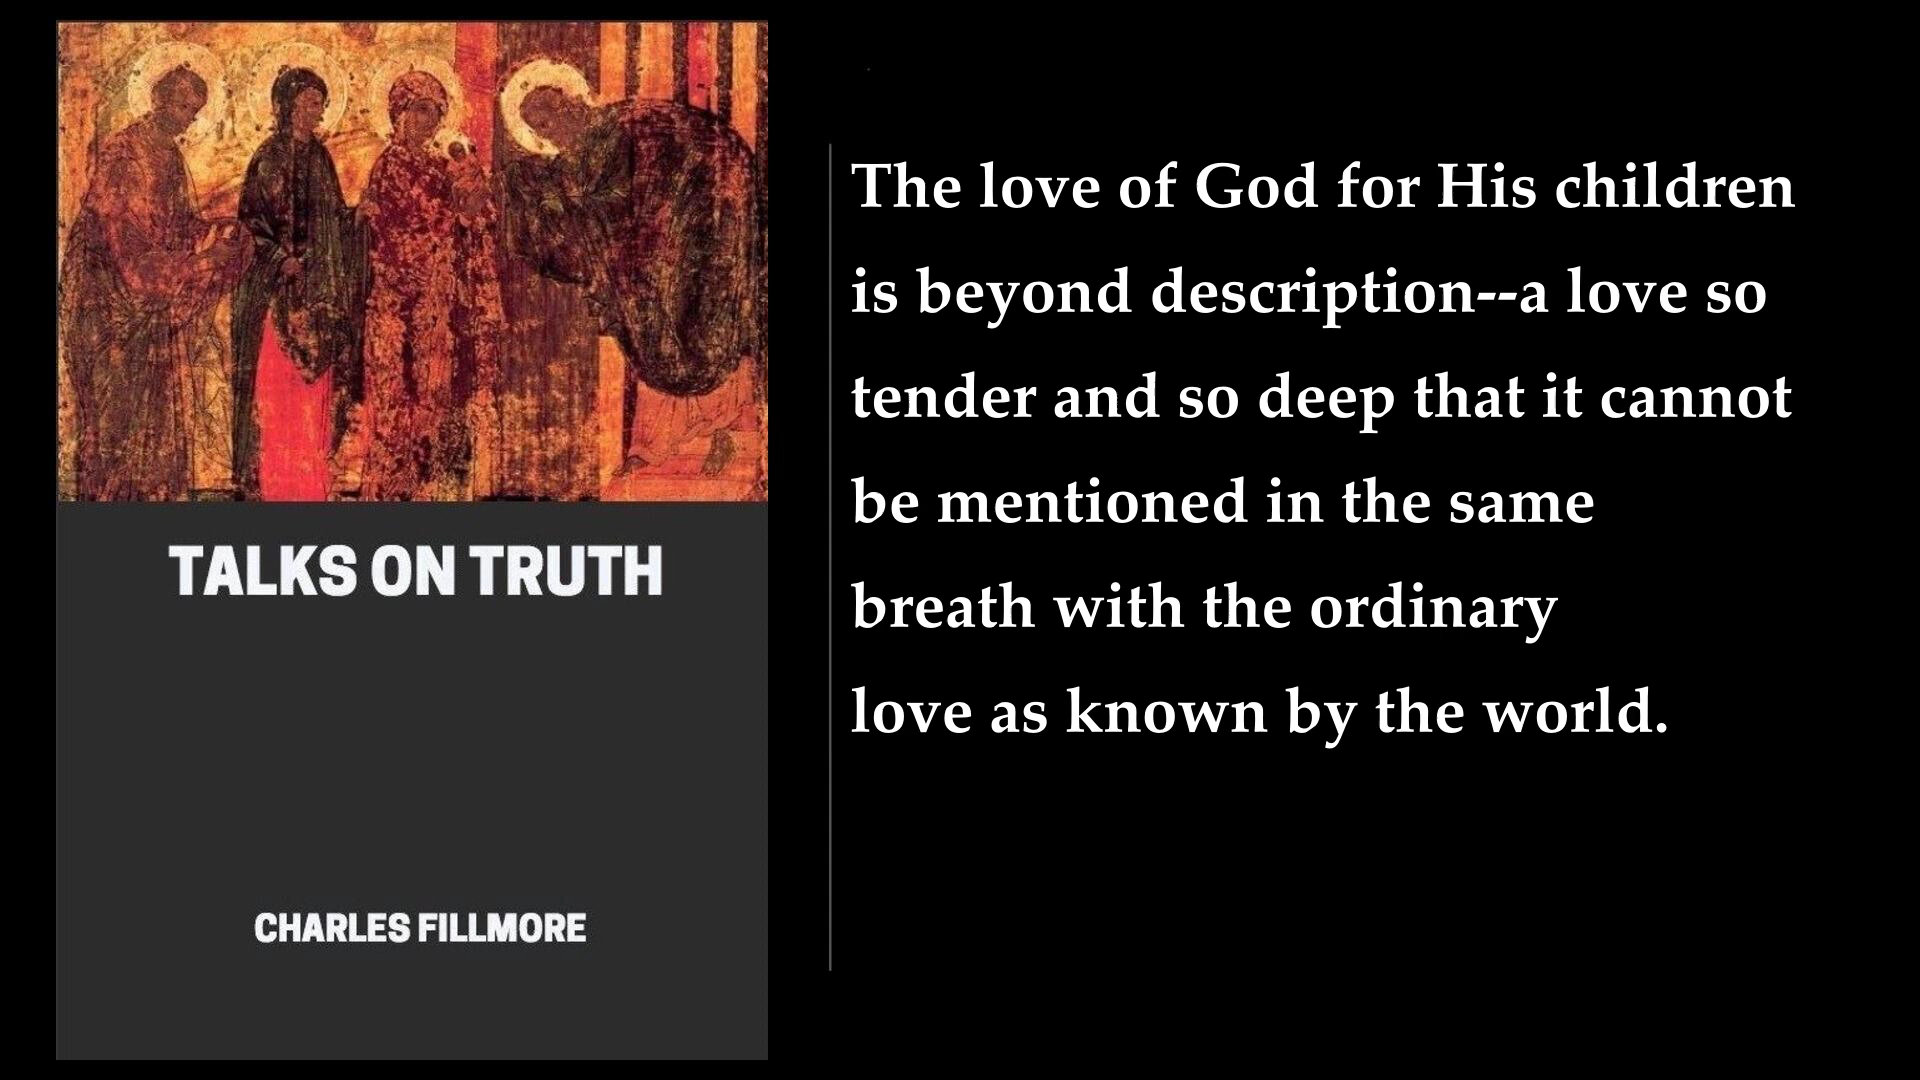 TALKS ON TRUTH
CHARLES FILLMORE
The love of God for His children
is beyond description--a love so
tender and so deep that it cannot
be mentioned in the same
breath with the ordinary
love as known by the world.